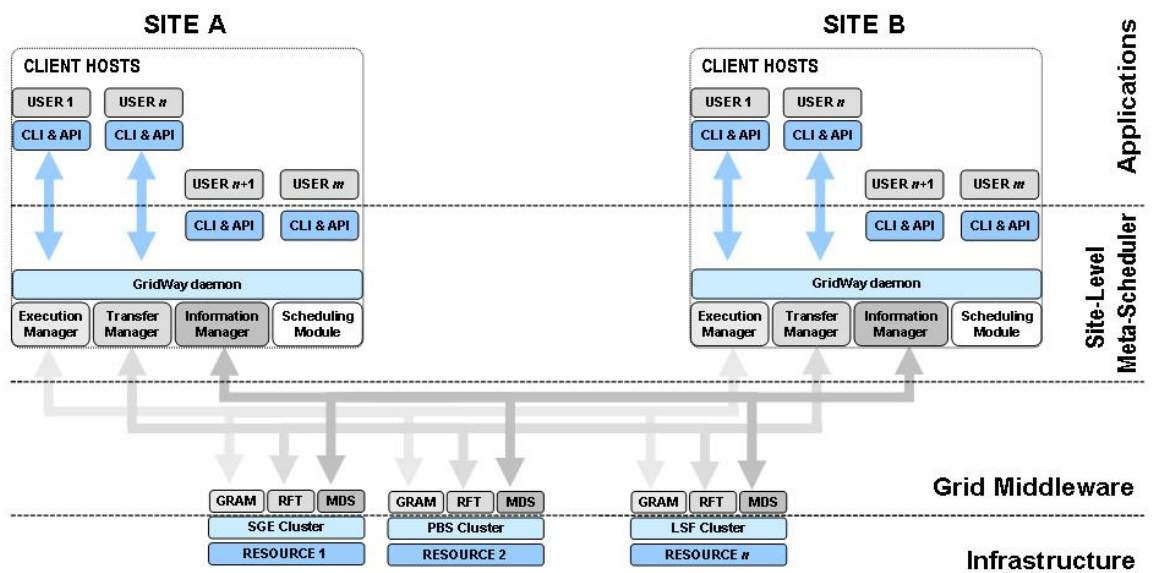 SITE A
SITE B
CLIENT HOSTS
CLIENT HOSTS
Applications
USER 1
USER n
USER 1
USER n
CLI & API
CLI & API
CLI & API
CLI & API
USER n+1
USER m
USER n+1
USER m
CLI & API
CLI & API
CLI & API
CLI & API
Site-Level
Meta-Scheduler
GridWay daemon
GridWay daemon
Execution
Manager
Transfer
Manager
Information
Manager
Scheduling
Module
Execution
Manager
Transfer
Manager
Information
Manager
Scheduling
Module
GRAM
RFT
MDS
GRAM
RFT
MDS
GRAM
RFT
MDS
Grid Middleware
SGE Cluster
PBS Cluster
LSF Cluster
RESOURCE 1
RESOURCE 2
RESOURCE n
Infrastructure